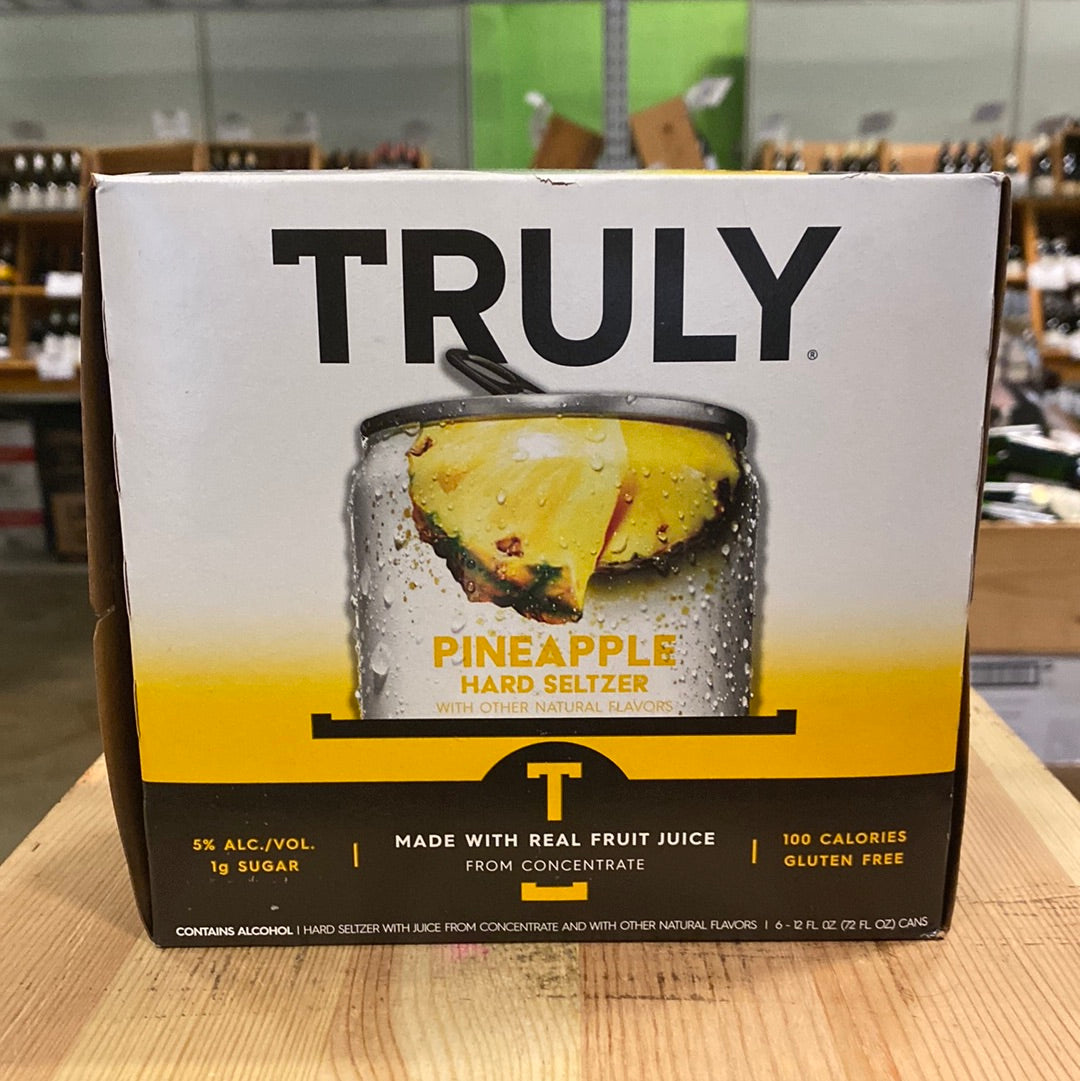 TRULY®
PINEAPPLE
HARD SELTZER
WITH OTHER NATURAL FLAVORS
T
5% ALC./VOL.
1g SUGAR
MADE WITH REAL FRUIT JUICE
FROM CONCENTRATE
100 CALORIES
GLUTEN FREE
CONTAINS ALCOHOL | HARD SELTZER WITH JUICE FROM CONCENTRATE AND WITH OTHER NATURAL FLAVORS | 6 - 12 FL OZ (72 FL OZ) CANS